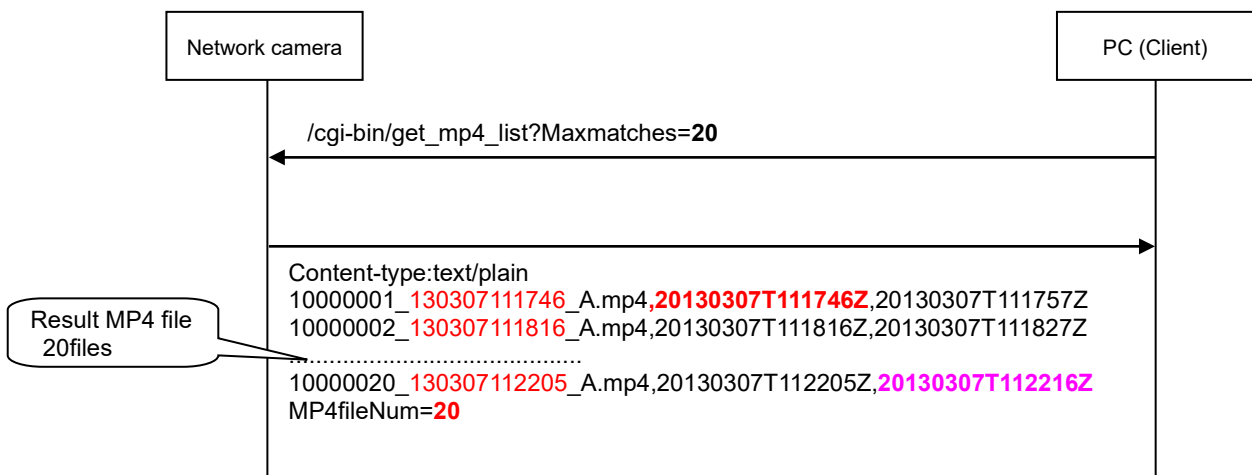 Network camera
PC (Client)
/cgi-bin/get_mp4_list?Maxmatches=20
Content-type:text/plain
10000001_130307111746_A.mp4,20130307T111746Z,20130307T111757Z
10000002_130307111816_A.mp4,20130307T111816Z,20130307T111827Z
Result MP4 file
20files
............................................
10000020_130307112205_A.mp4,20130307T112205Z,20130307T112216Z
MP4fileNum=20